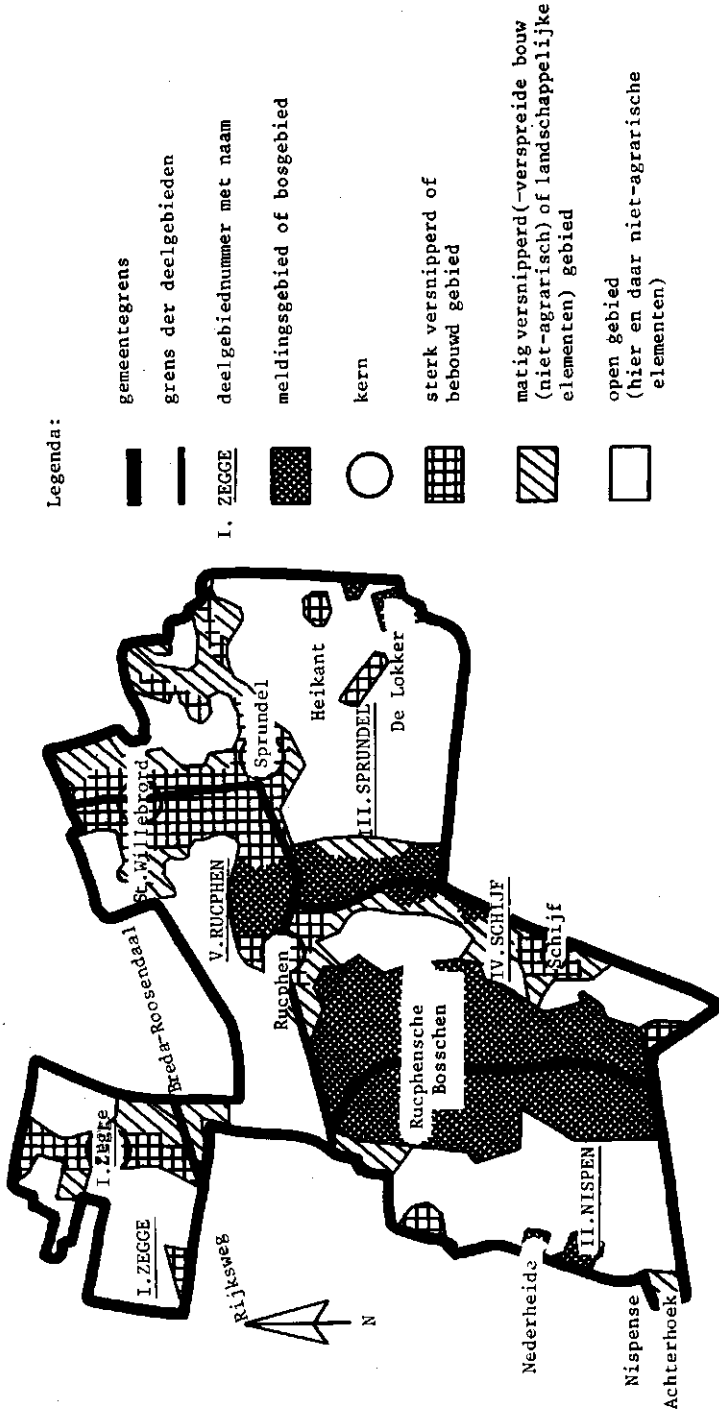 Legenda:
gemeentegrens
grens der deelgebieden
I. ZEGGE
deelgebiednummer met naam
meldingsgebied of bosgebied
kern
sterk versnipperd of
bebouwd gebied
matig versnipperd(-verspreide bouw
(niet-agrarisch) of landschappelijke
elementen) gebied
open gebied
(hier en daar niet-agrarische
elementen)
I.Zegge
I.ZEGGE
Rijksweg
Breda-Roosendaal
N
St.Willebrord
V.RUCPHEN
Sprundel
Rucphen
Heikant
III.SPRUNDEL
De Lokker
Rucphensche
Bosschen
IV.SCHIJF
Schijf
Nederheide
II.NISPEN
Nispense
Achterhoek